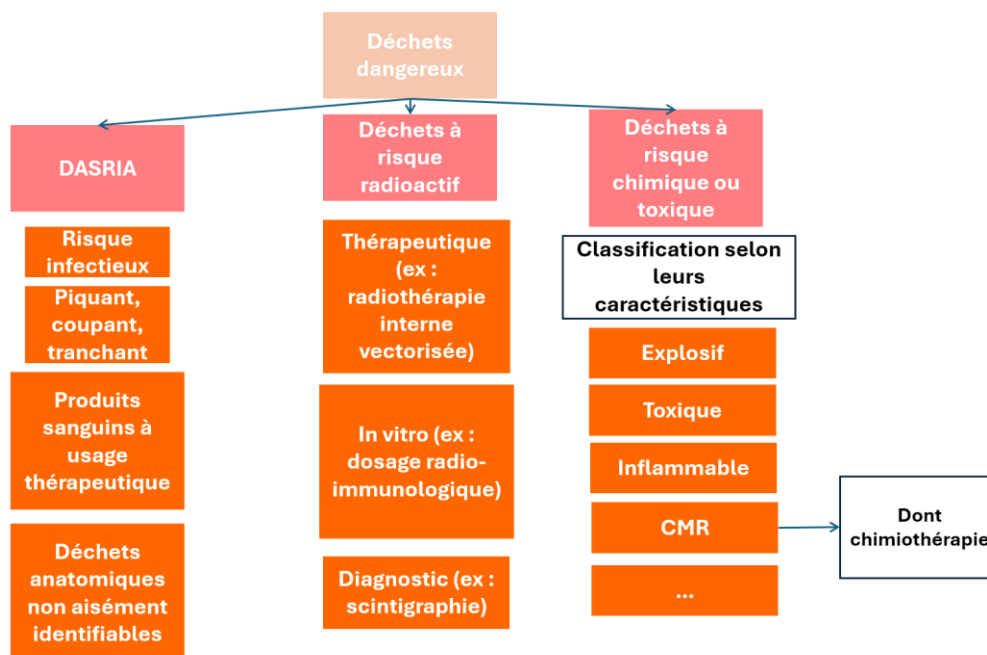 Déchets
dangereux
DASRIA
Risque
infectieux
Piquant,
coupant,
tranchant
Produits
sanguins à
usage
thérapeutique
Déchets
anatomiques
non aisément
identifiables
Déchets à
risque
radioactif
Thérapeutique
(ex :
radiothérapie
interne
vectorisée)
In vitro (ex :
dosage radio-
immunologique)
Diagnostic (ex :
scintigraphie)
Déchets à
risque
chimique ou
toxique
Classification selon
leurs
caractéristiques
Explosif
Toxique
Inflammable
CMR
...
Dont
chimiothérapie